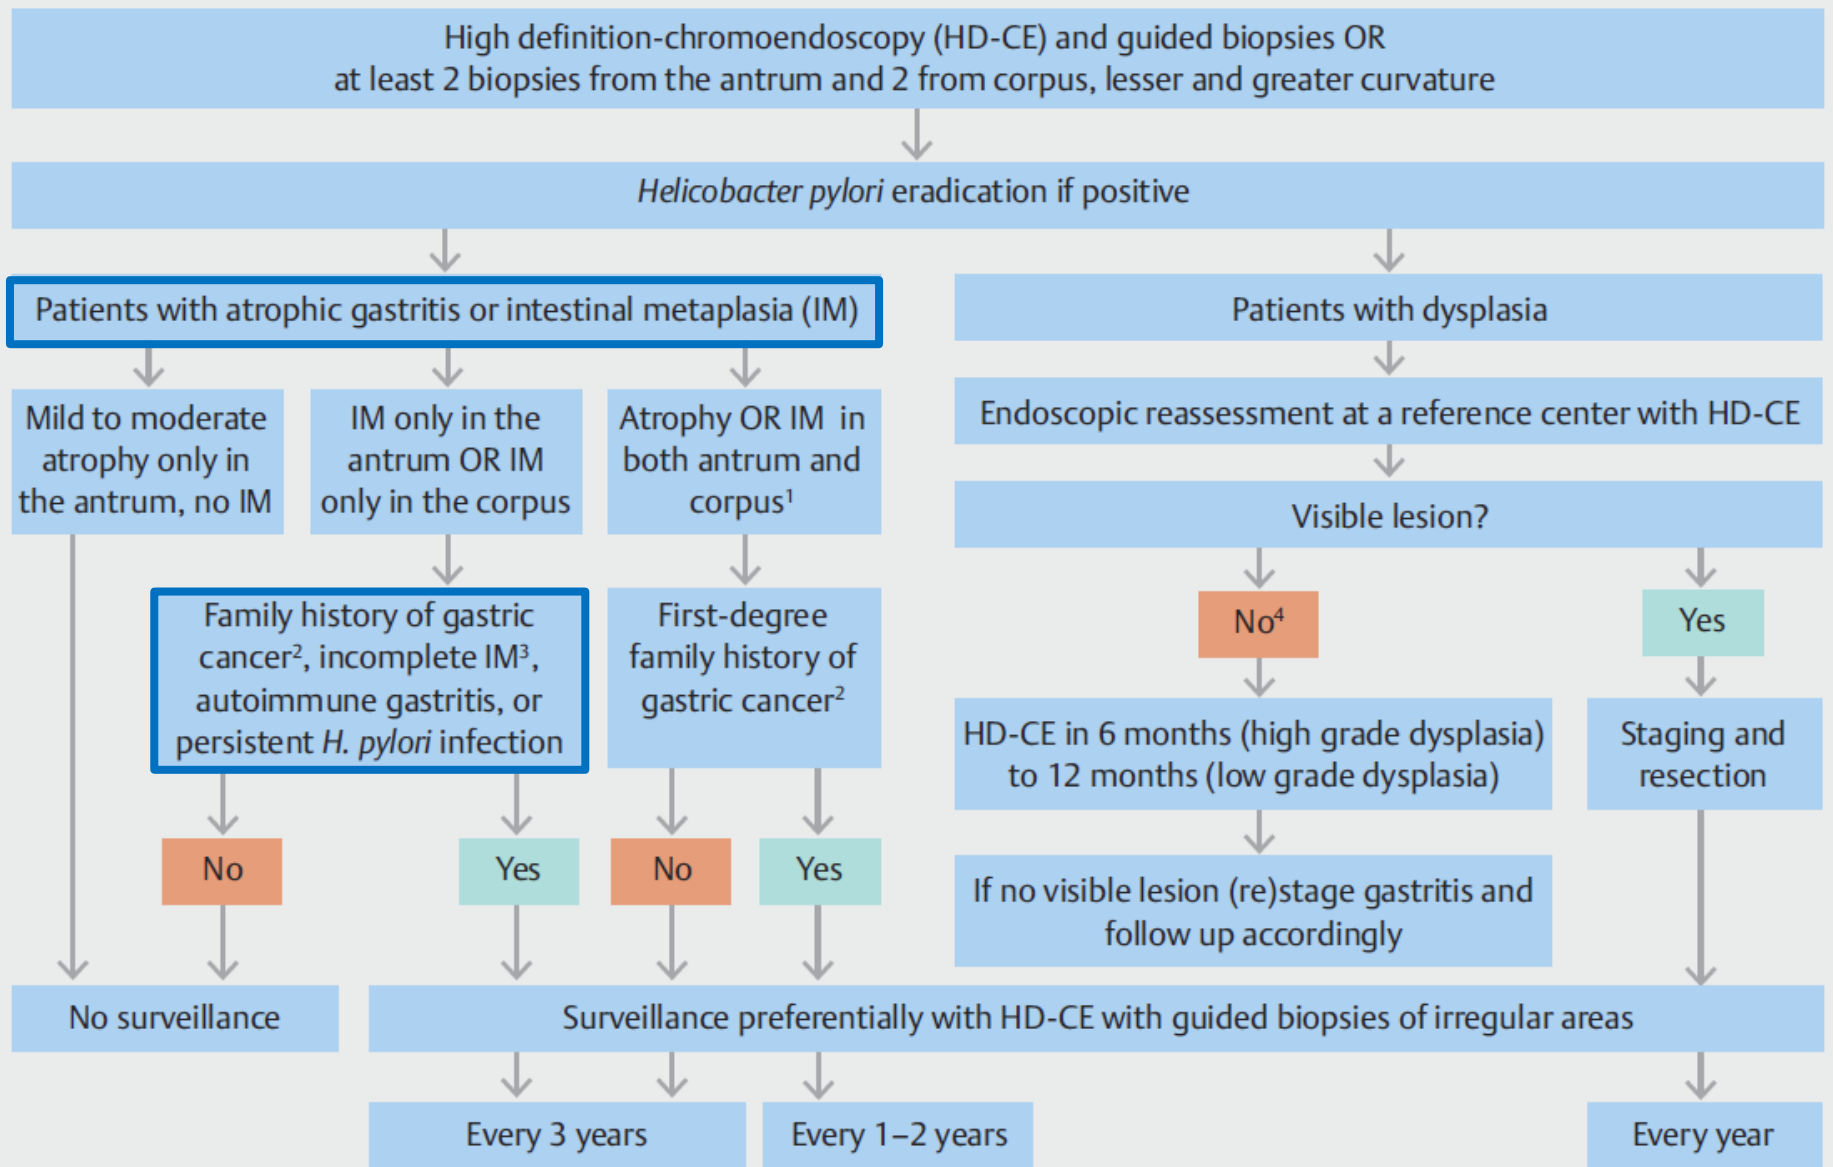 High definition-chromoendoscopy (HD-CE) and guided biopsies OR
at least 2 biopsies from the antrum and 2 from corpus, lesser and greater curvature
Helicobacter pylori eradication if positive
Patients with atrophic gastritis or intestinal metaplasia (IM)
Mild to moderate
atrophy only in
the antrum, no IM
IM only in the
antrum OR IM
only in the corpus
Atrophy OR IM in
both antrum and
corpus¹
Family history of gastric
cancer², incomplete IM³,
autoimmune gastritis, or
persistent H. pylori infection
First-degree
family history of
gastric cancer²
No
Yes
No
Yes
Patients with dysplasia
Endoscopic reassessment at a reference center with HD-CE
Visible lesion?
No⁴
Yes
HD-CE in 6 months (high grade dysplasia)
to 12 months (low grade dysplasia)
Staging and
resection
If no visible lesion (re)stage gastritis and
follow up accordingly
No surveillance
Surveillance preferentially with HD-CE with guided biopsies of irregular areas
Every 3 years
Every 1–2 years
Every year